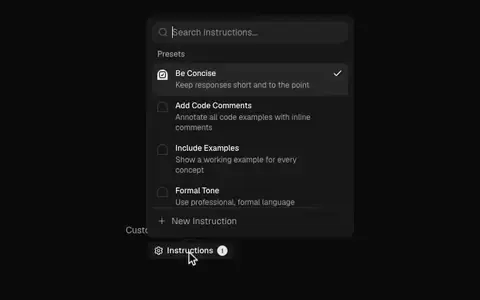 Search instructions...
Presets
Be Concise
Keep responses short and to the point
Add Code Comments
Annotate all code examples with inline
comments
Include Examples
Show a working example for every
concept
Formal Tone
Use professional, formal language
+ New Instruction
Custo
Instructions 1